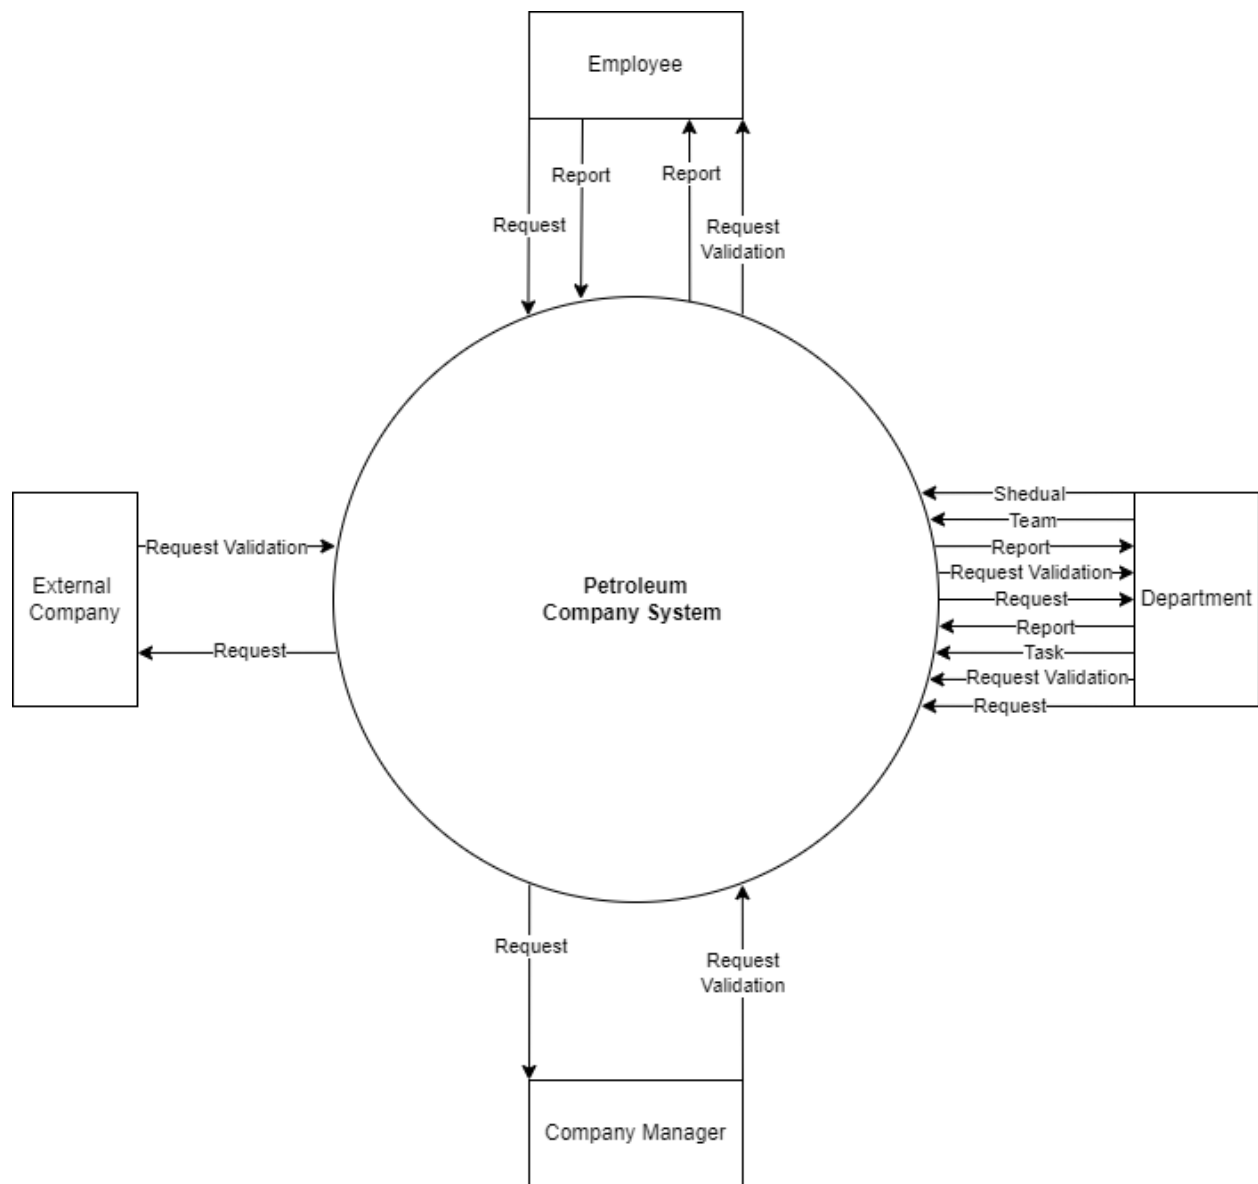 Employee
Report
Report
Request
Request
Validation
Shedual
Team
Request Validation
Report
Request Validation
External
Company
Petroleum
Company System
Request
Department
Report
Request
Task
Request Validation
Request
Request
Request
Validation
Company Manager